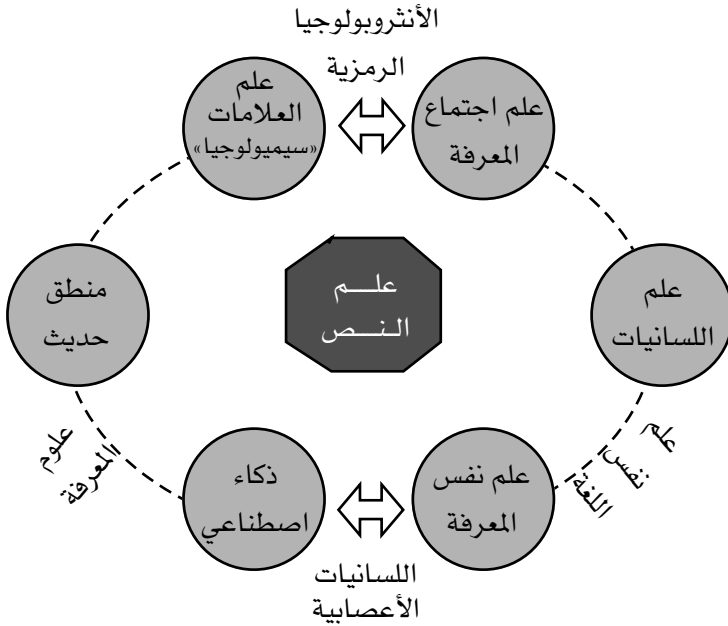 الأنثروبولوجيا
الرمزية
علم اجتماع
المعرفة
علم
العلامات
«سيميولوجيا»
علم
اللسانيات
علـــم
النـــص
منطق
حديث
علم
نفس
اللغة
علوم
المعرفة
علم نفس
المعرفة
ذكاء
اصطناعي
اللسانيات
الأعصابية